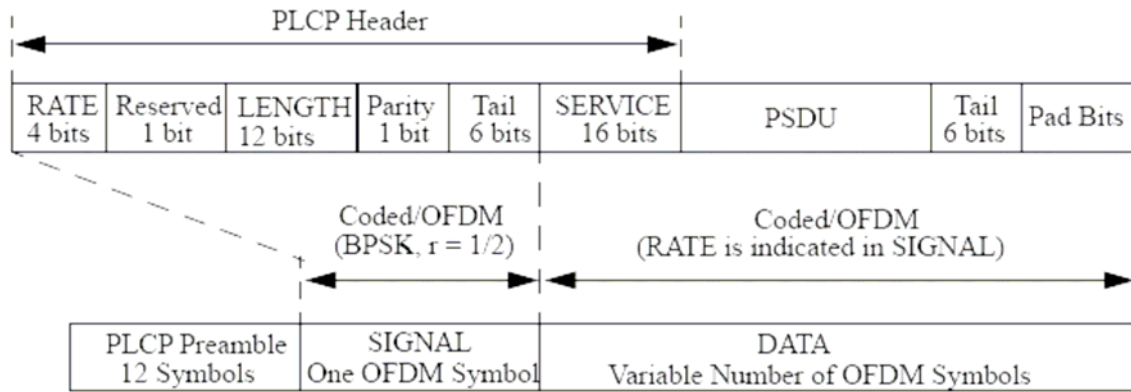 PLCP Header
RATE Reserved LENGTH Parity Tail SERVICE PSDU Tail Pad Bits
4 bits 1 bit 12 bits 1 bit 6 bits 16 bits 6 bits
Coded/OFDM Coded/OFDM
(BPSK, r = 1/2) (RATE is indicated in SIGNAL)
PLCP Preamble SIGNAL DATA
12 Symbols One OFDM Symbol Variable Number of OFDM Symbols